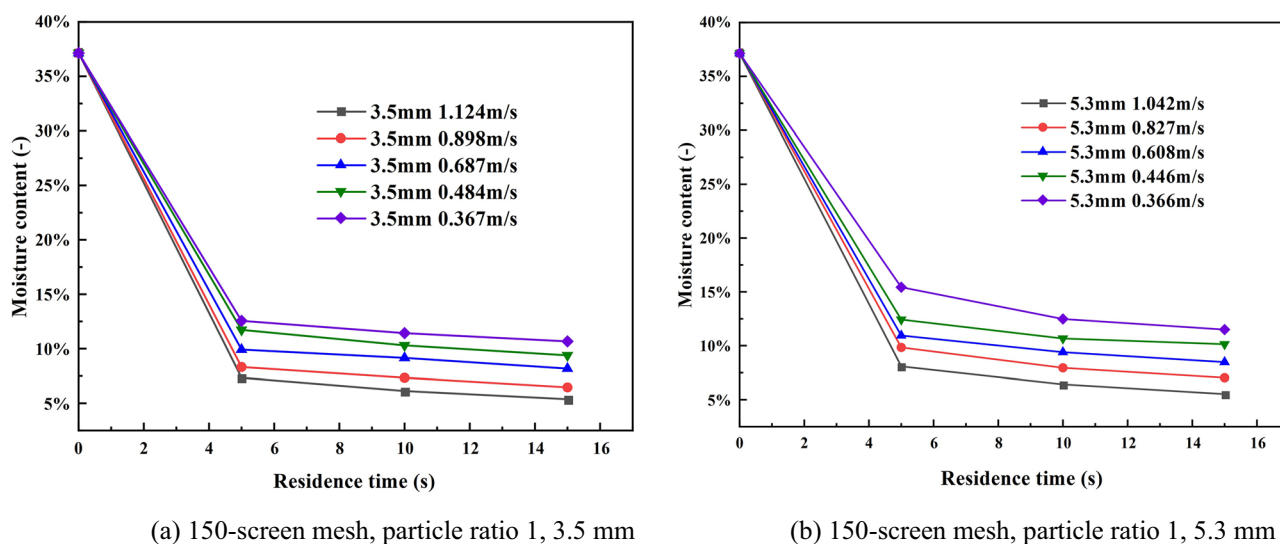 40%
35%
30%
25%
20%
15%
10%
5%
Moisture content (-)
3.5mm 1.124m/s
3.5mm 0.898m/s
3.5mm 0.687m/s
3.5mm 0.484m/s
3.5mm 0.367m/s
0 2 4 6 8 10 12 14 16
Residence time (s)
(a) 150-screen mesh, particle ratio 1, 3.5 mm
40%
35%
30%
25%
20%
15%
10%
5%
Moisture content (-)
5.3mm 1.042m/s
5.3mm 0.827m/s
5.3mm 0.608m/s
5.3mm 0.446m/s
5.3mm 0.366m/s
0 2 4 6 8 10 12 14 16
Residence time (s)
(b) 150-screen mesh, particle ratio 1, 5.3 mm